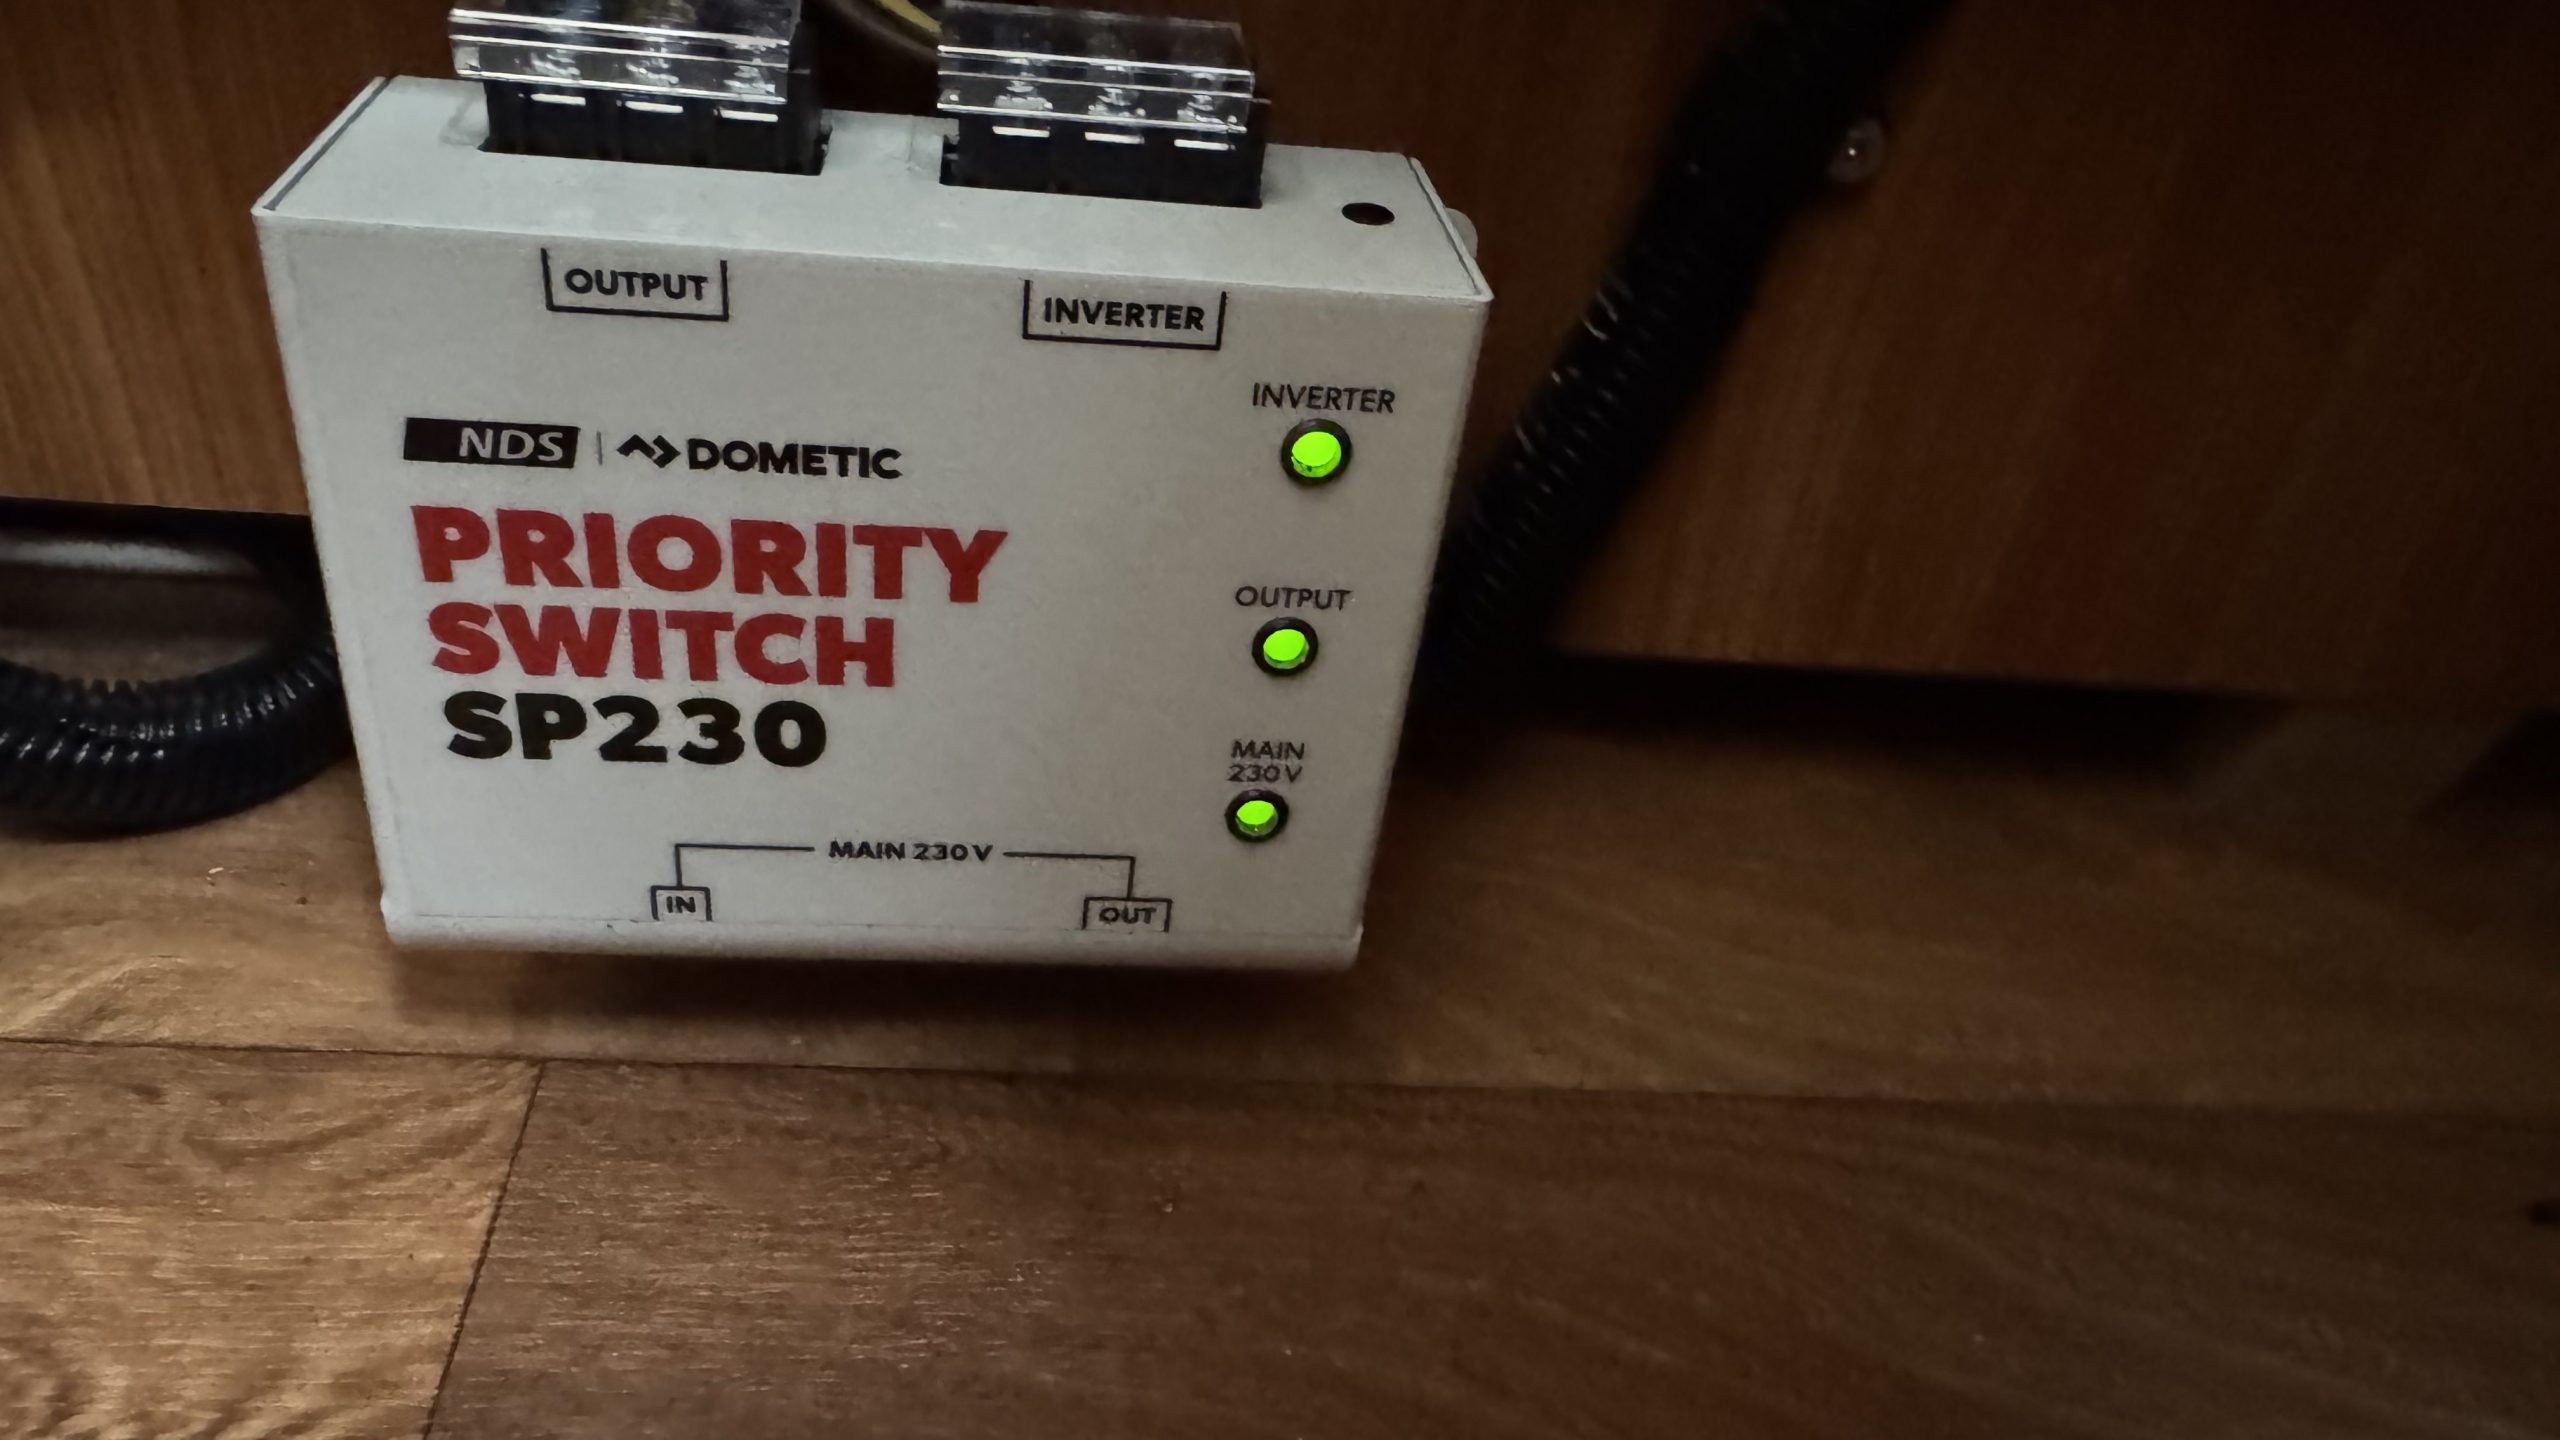 OUTPUT
INVERTER
INVERTER
NDS | DOMETIC
PRIORITY
SWITCH
SP230
OUTPUT
MAIN
230V
MAIN 230V
IN
OUT